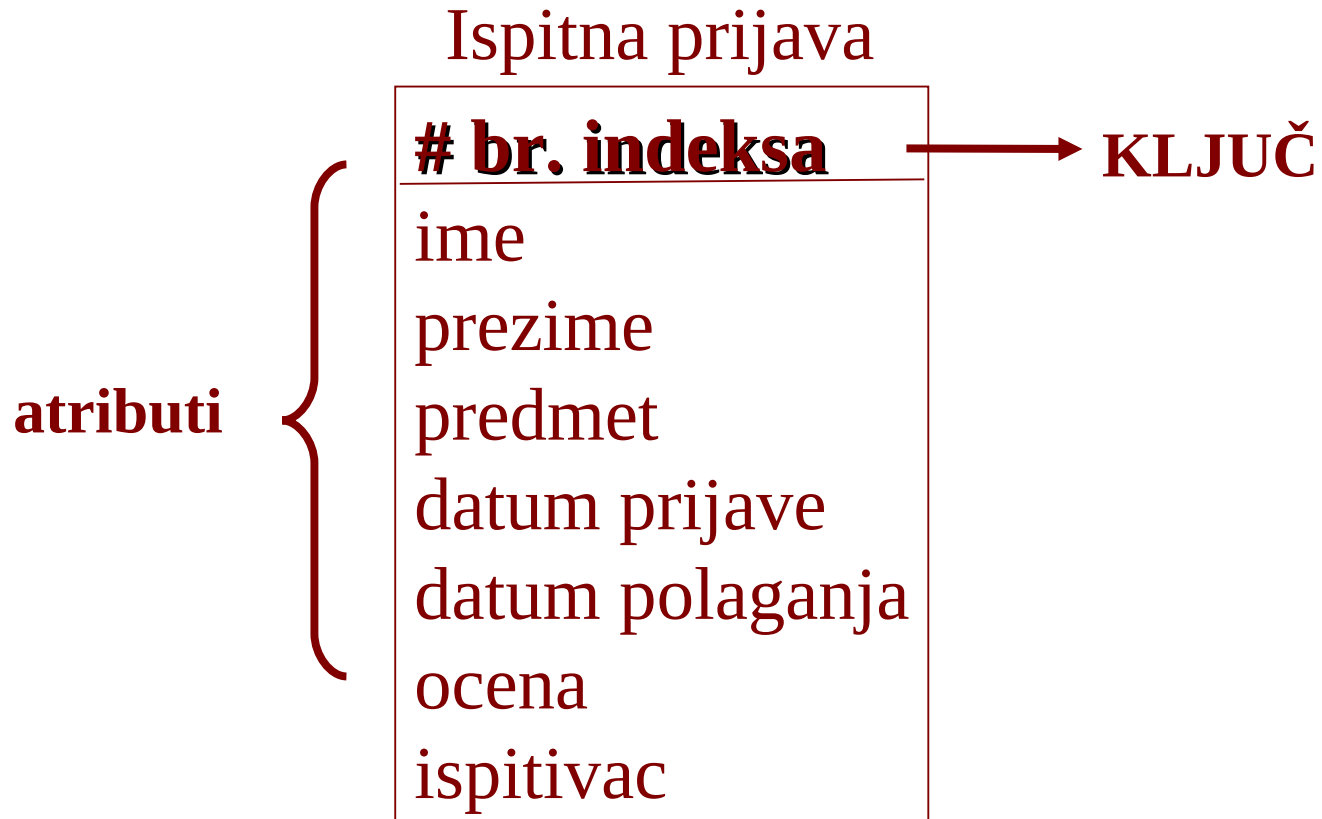 Ispitna prijava
# br. indeksa
KLJUČ
ime
prezime
predmet
atributi
datum prijave
datum polaganja
ocena
ispitivac